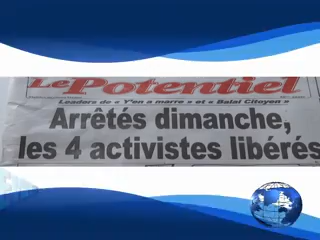 Le Potentiel
Leaders de « Y'en a marre » et « Balai Citoyen »
Arrêtés dimanche,
les 4 activistes libérés